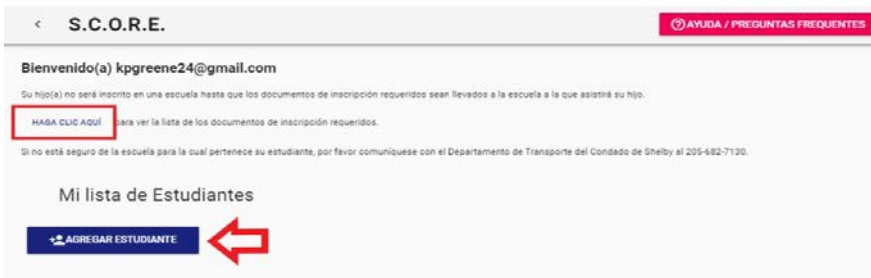 S.C.O.R.E.
AYUDA / PREGUNTAS FREQUENTES
Bienvenido(a) kpgreene24@gmail.com
Su hijo(a) no será inscrito en una escuela hasta que los documentos de inscripción requeridos sean llevados a la escuela a la que asistirá su hijo.
HAGA CLIC AQUÍ para ver la lista de los documentos de inscripción requeridos.
Si no está seguro de la escuela para la cual pertenece su estudiante, por favor comuníquese con el Departamento de Transporte del Condado de Shelby al 205-682-7130.
Mi lista de Estudiantes
AGREGAR ESTUDIANTE